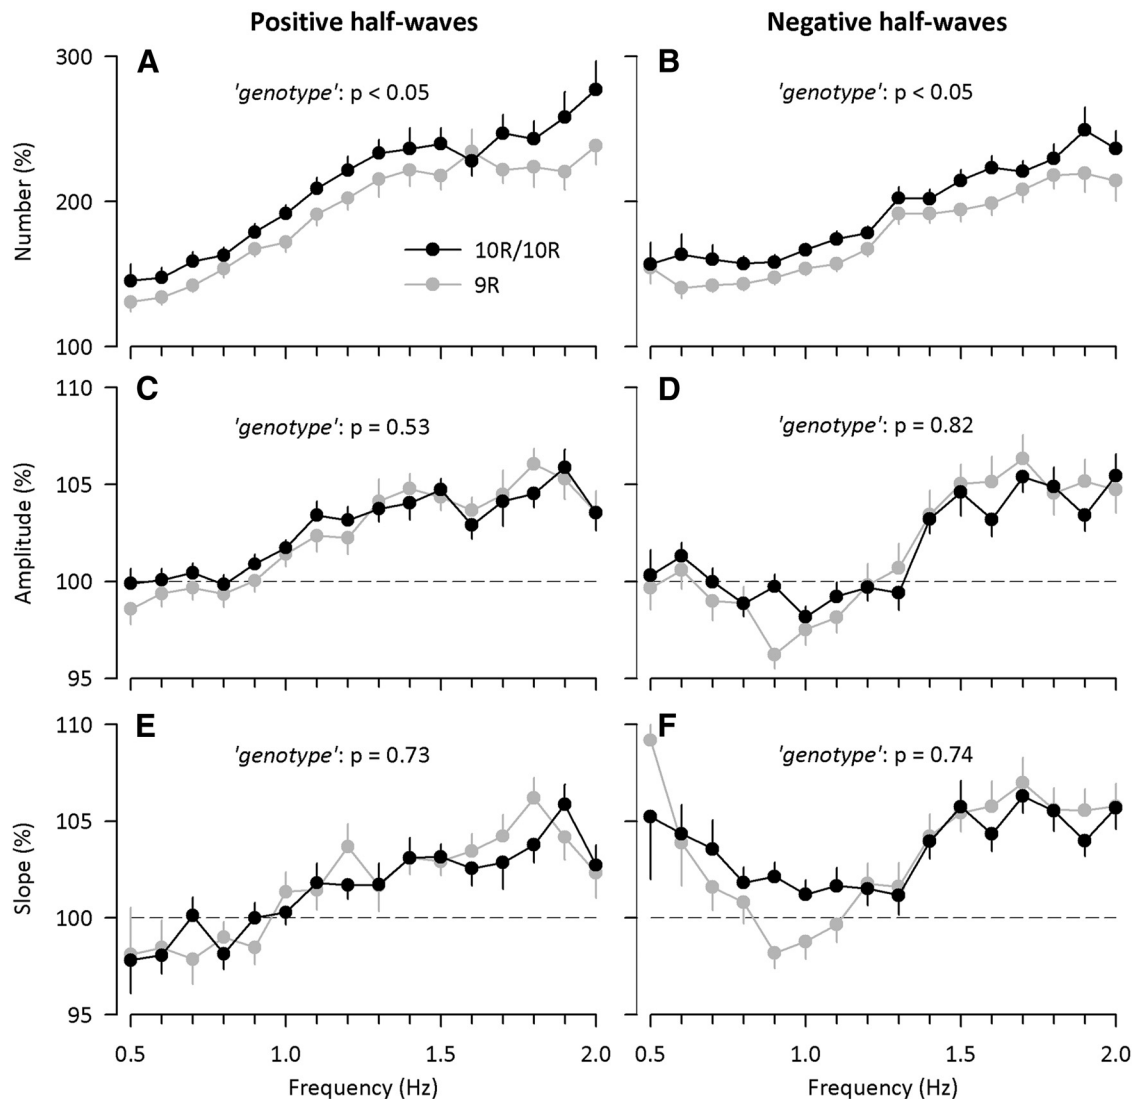 Positive half-waves
Negative half-waves
A
'genotype': p < 0.05
300
200
100
Number (%)
10R/10R
9R
B
'genotype': p < 0.05
C
'genotype': p = 0.53
110
105
100
95
Amplitude (%)
D
'genotype': p = 0.82
E
'genotype': p = 0.73
110
105
100
95
Slope (%)
0.5 1.0 1.5 2.0
Frequency (Hz)
F
'genotype': p = 0.74
0.5 1.0 1.5 2.0
Frequency (Hz)